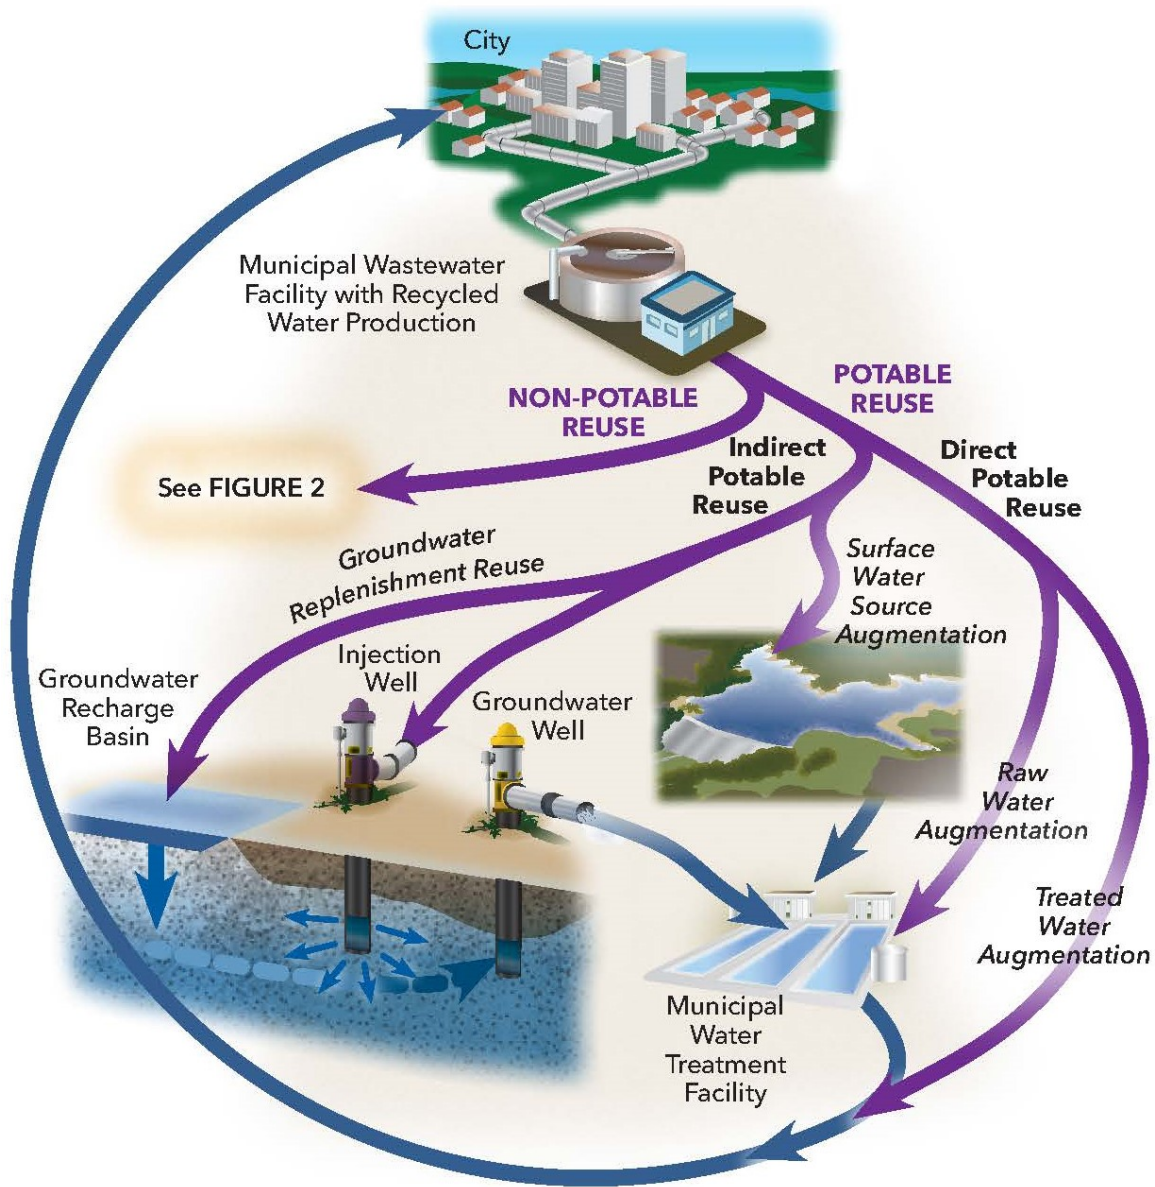 City
Municipal Wastewater
Facility with Recycled
Water Production
NON-POTABLE
REUSE
POTABLE
REUSE
See FIGURE 2
Indirect
Potable
Reuse
Direct
Potable
Reuse
Groundwater
Replenishment Reuse
Surface
Water
Source
Augmentation
Groundwater
Recharge
Basin
Injection
Well
Groundwater
Well
Raw
Water
Augmentation
Treated
Water
Augmentation
Municipal
Water
Treatment
Facility